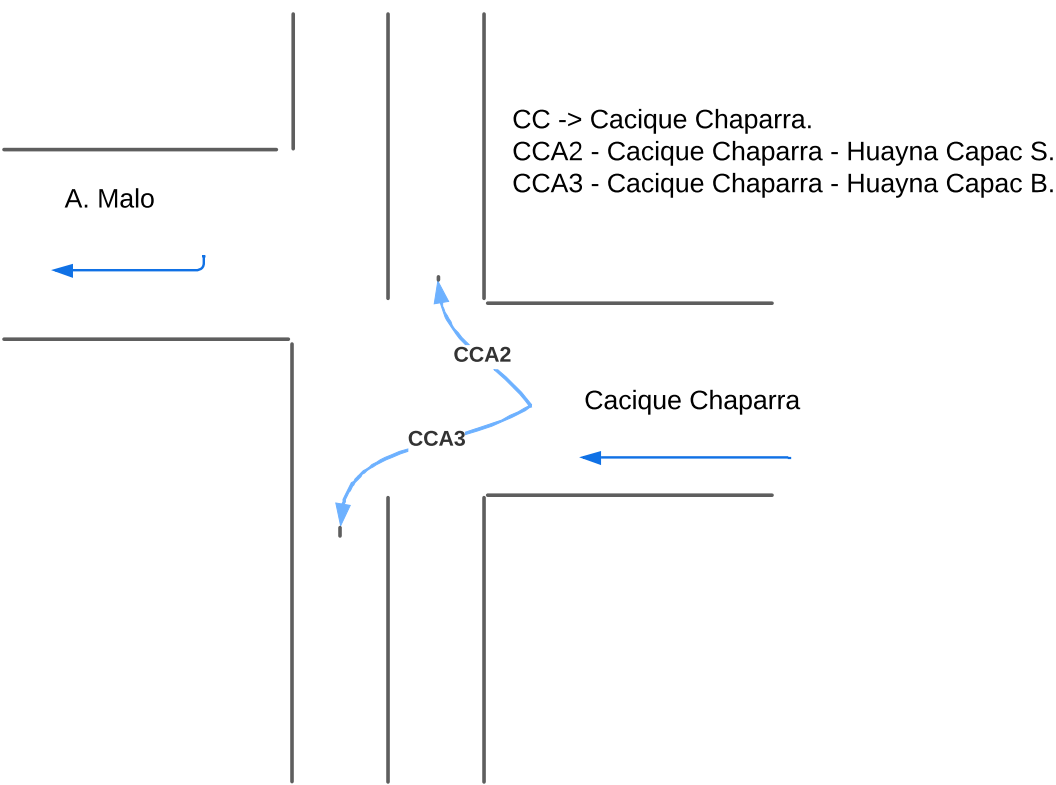 CC -> Cacique Chaparra.
CCA2 - Cacique Chaparra - Huayna Capac S.
CCA3 - Cacique Chaparra - Huayna Capac B.
A. Malo
CCA2
Cacique Chaparra
CCA3